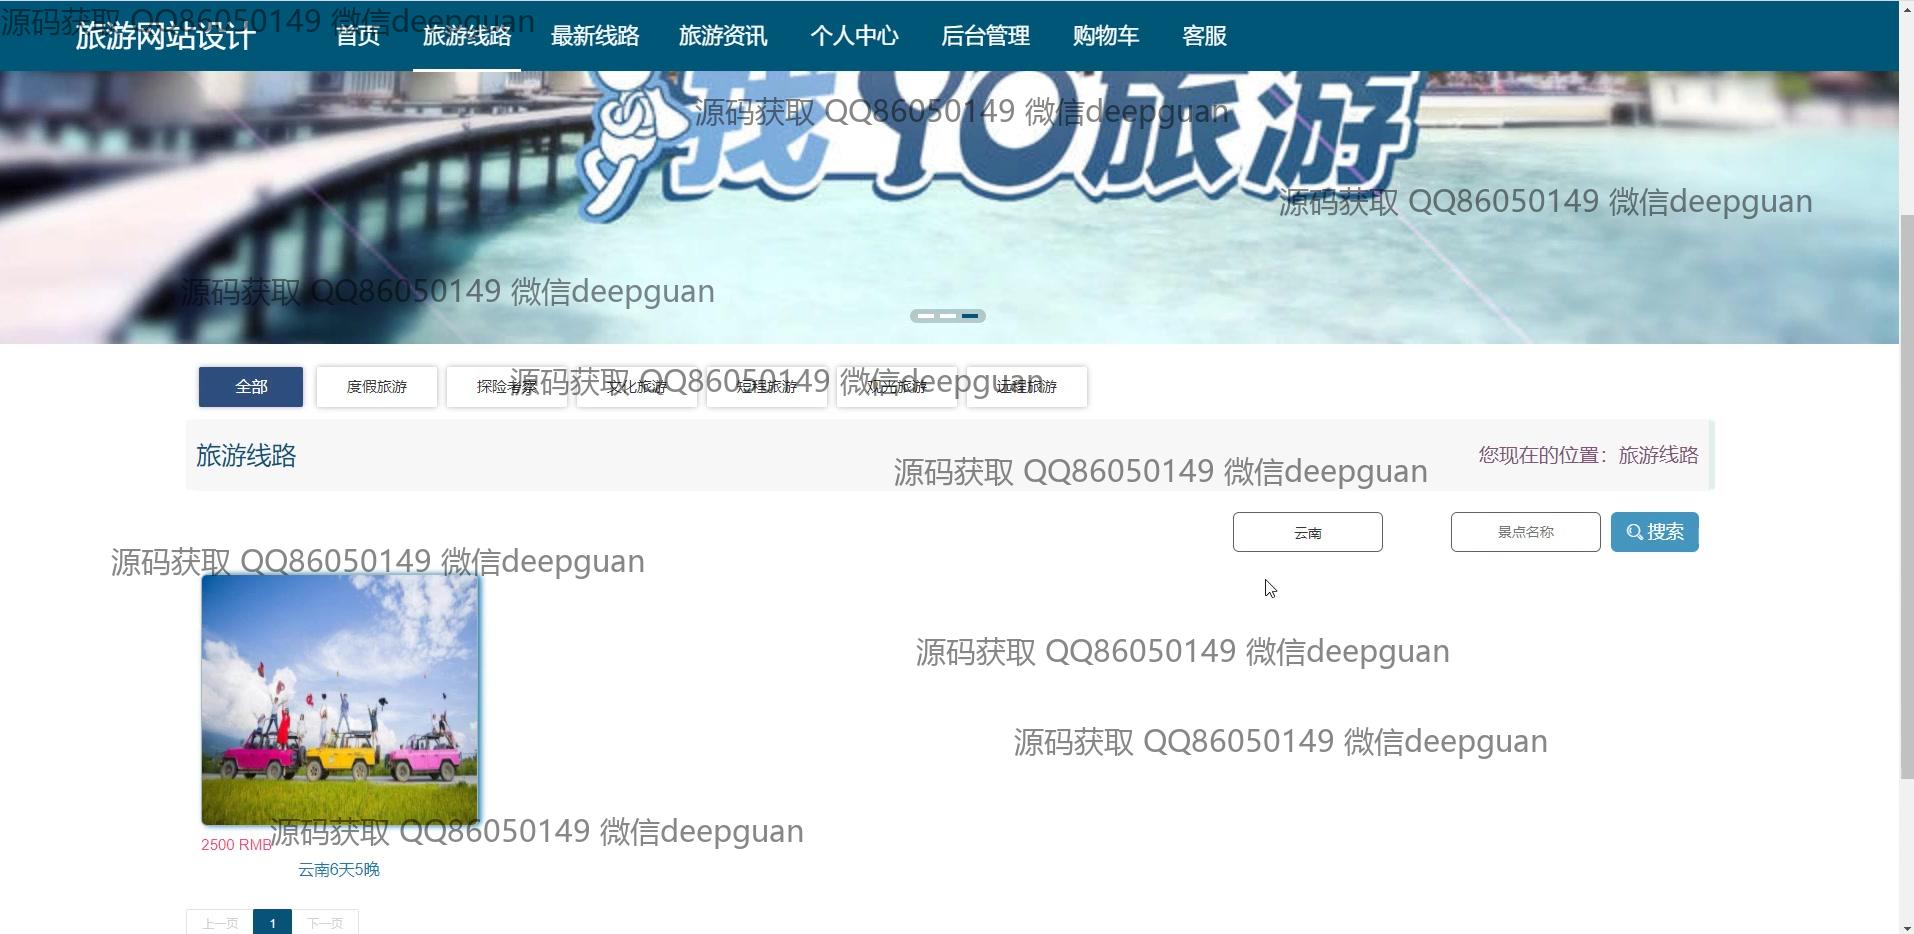 源码获取 QQ86050149 微信deepguan
旅游网站设计
首页
旅游线路
最新线路
旅游资讯
个人中心
后台管理
购物车
客服
我YO旅游
源码获取 QQ86050149 微信deepguan
源码获取 QQ86050149 微信deepguan
源码获取 QQ86050149 微信deepguan
全部
度假旅游
探险考察
文化旅游
短程旅游
观光旅游
远程旅游
源码获取 QQ86050149 微信deepguan
旅游线路
您现在的位置：旅游线路
源码获取 QQ86050149 微信deepguan
云南
景点名称
搜索
源码获取 QQ86050149 微信deepguan
源码获取 QQ86050149 微信deepguan
源码获取 QQ86050149 微信deepguan
源码获取 QQ86050149 微信deepguan
2500 RMB
云南6天5晚
上一页
1
下一页